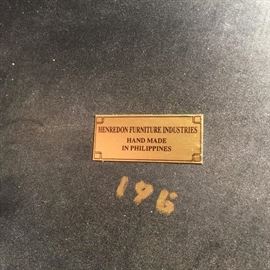 HENREDON FURNITURE INDUSTRIES
HAND MADE
IN PHILIPPINES
196